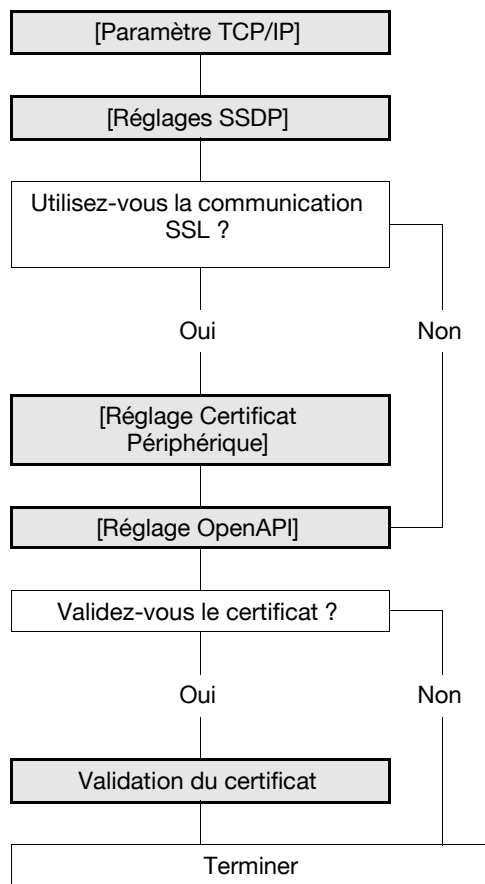 [Paramètre TCP/IP]
[Réglages SSDP]
Utilisez-vous la communication
SSL ?
Oui
Non
[Réglage Certificat
Périphérique]
[Réglage OpenAPI]
Validez-vous le certificat ?
Oui
Non
Validation du certificat
Terminer